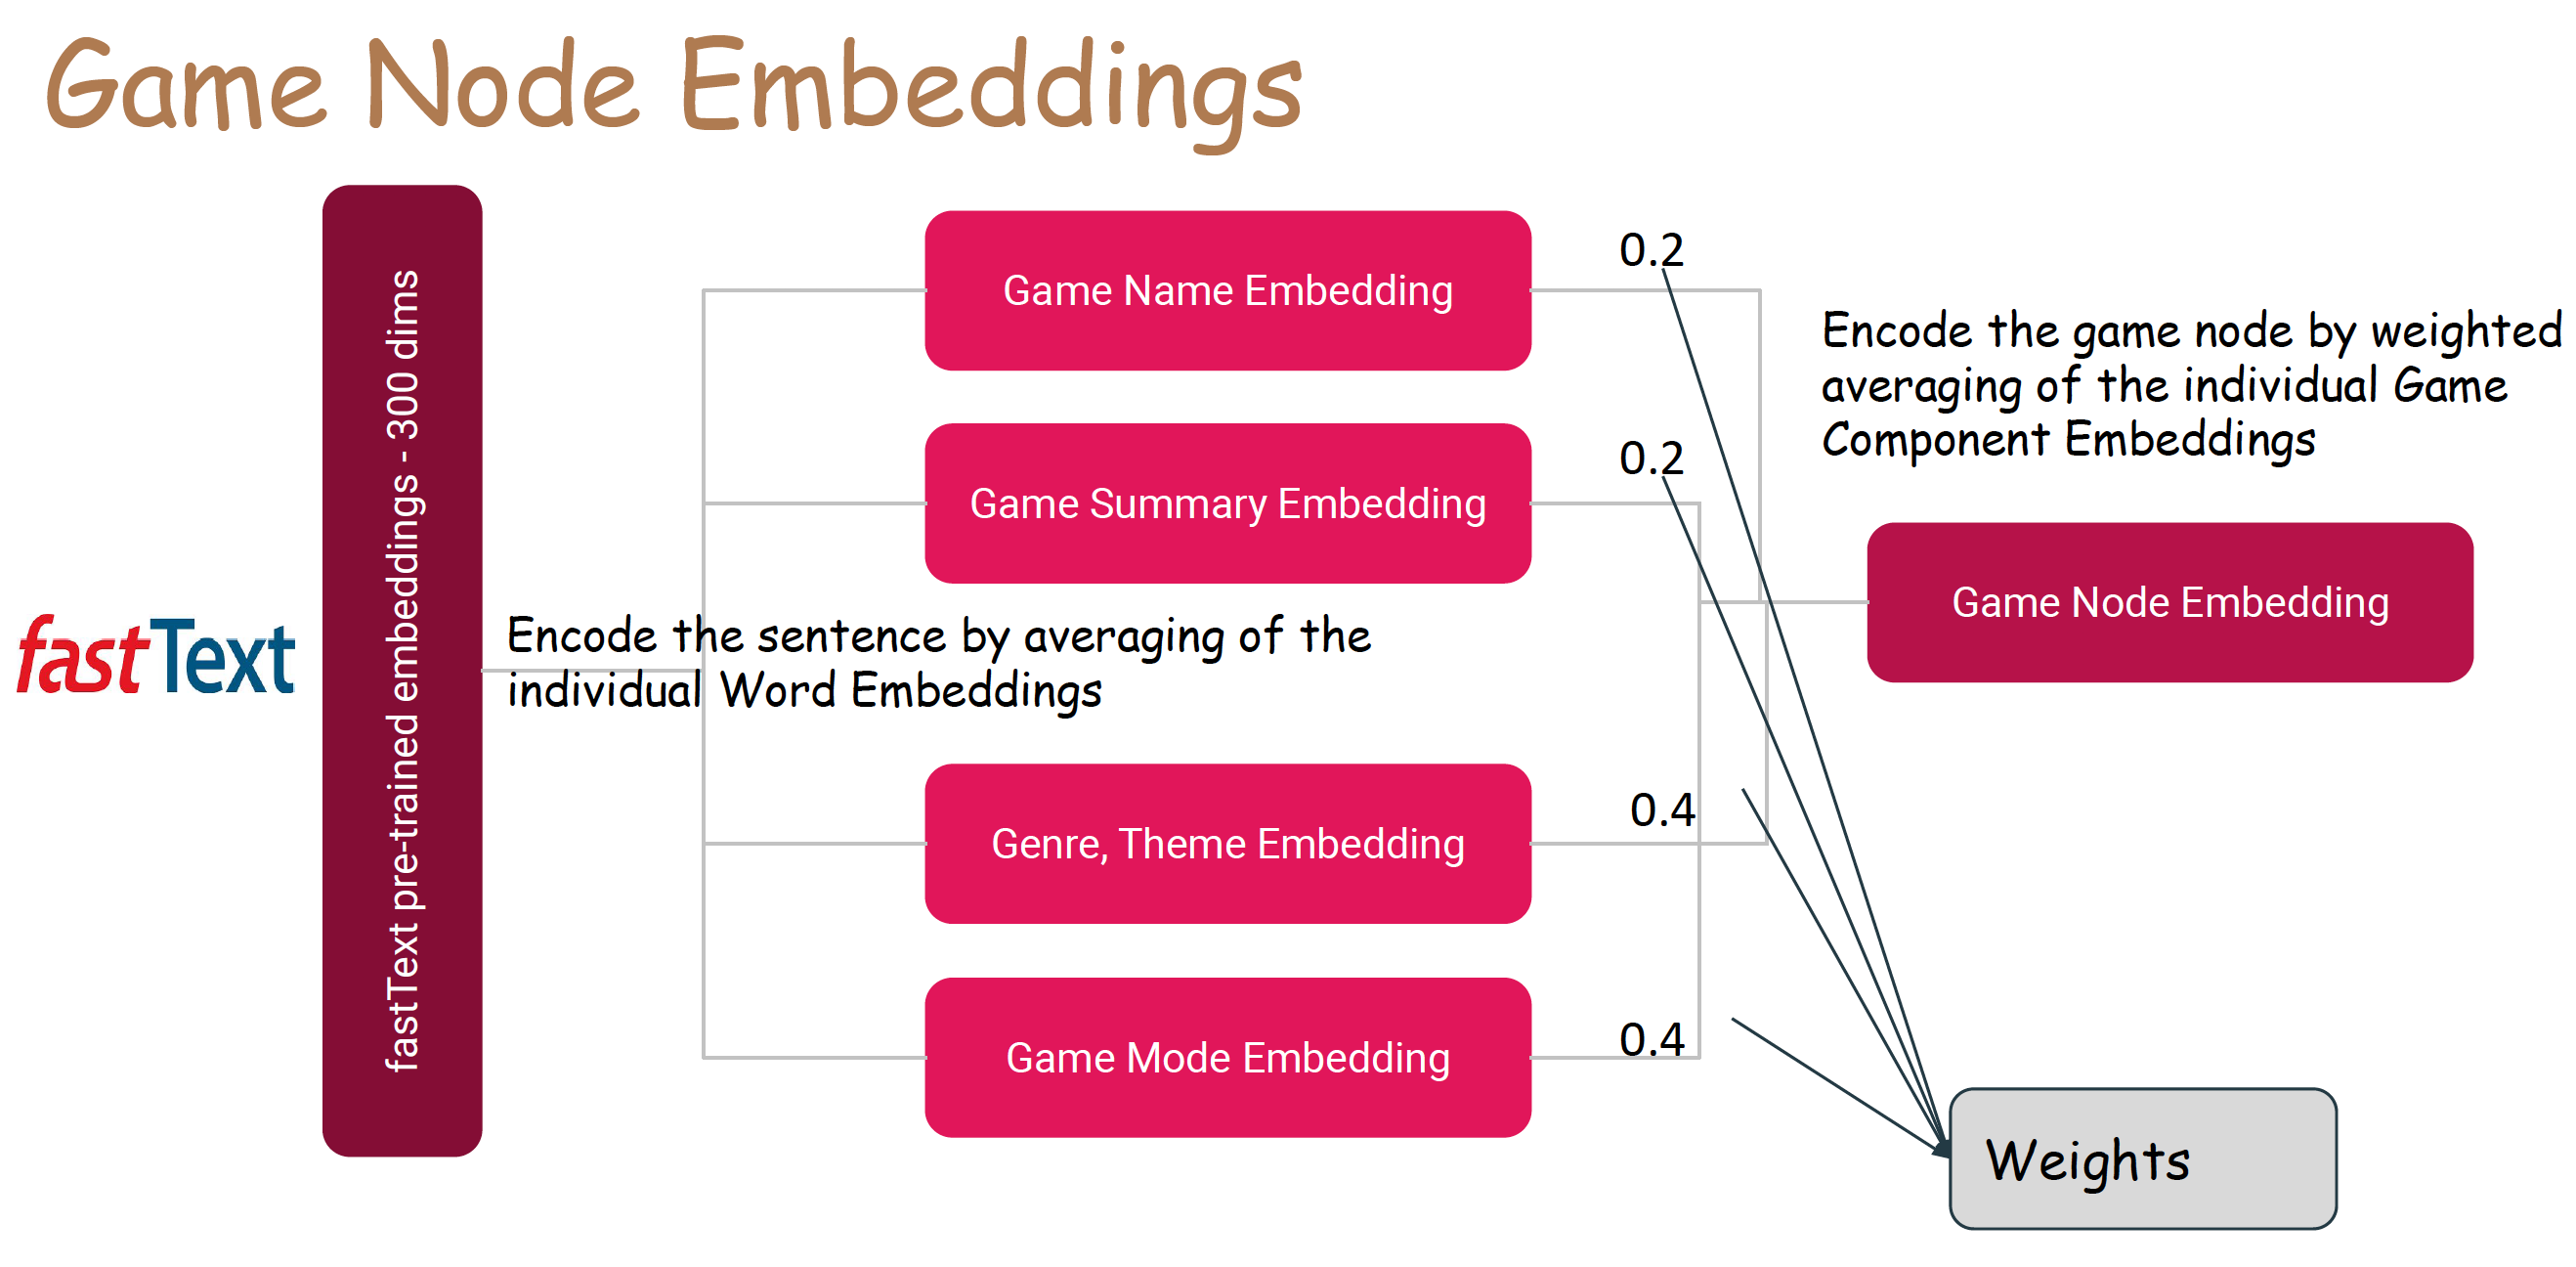 Game Node Embeddings
fastText
fastText pre-trained embeddings - 300 dims
Encode the sentence by averaging of the
individual Word Embeddings
Game Name Embedding
Game Summary Embedding
Genre, Theme Embedding
Game Mode Embedding
0.2
0.2
0.4
0.4
Encode the game node by weighted
averaging of the individual Game
Component Embeddings
Game Node Embedding
Weights